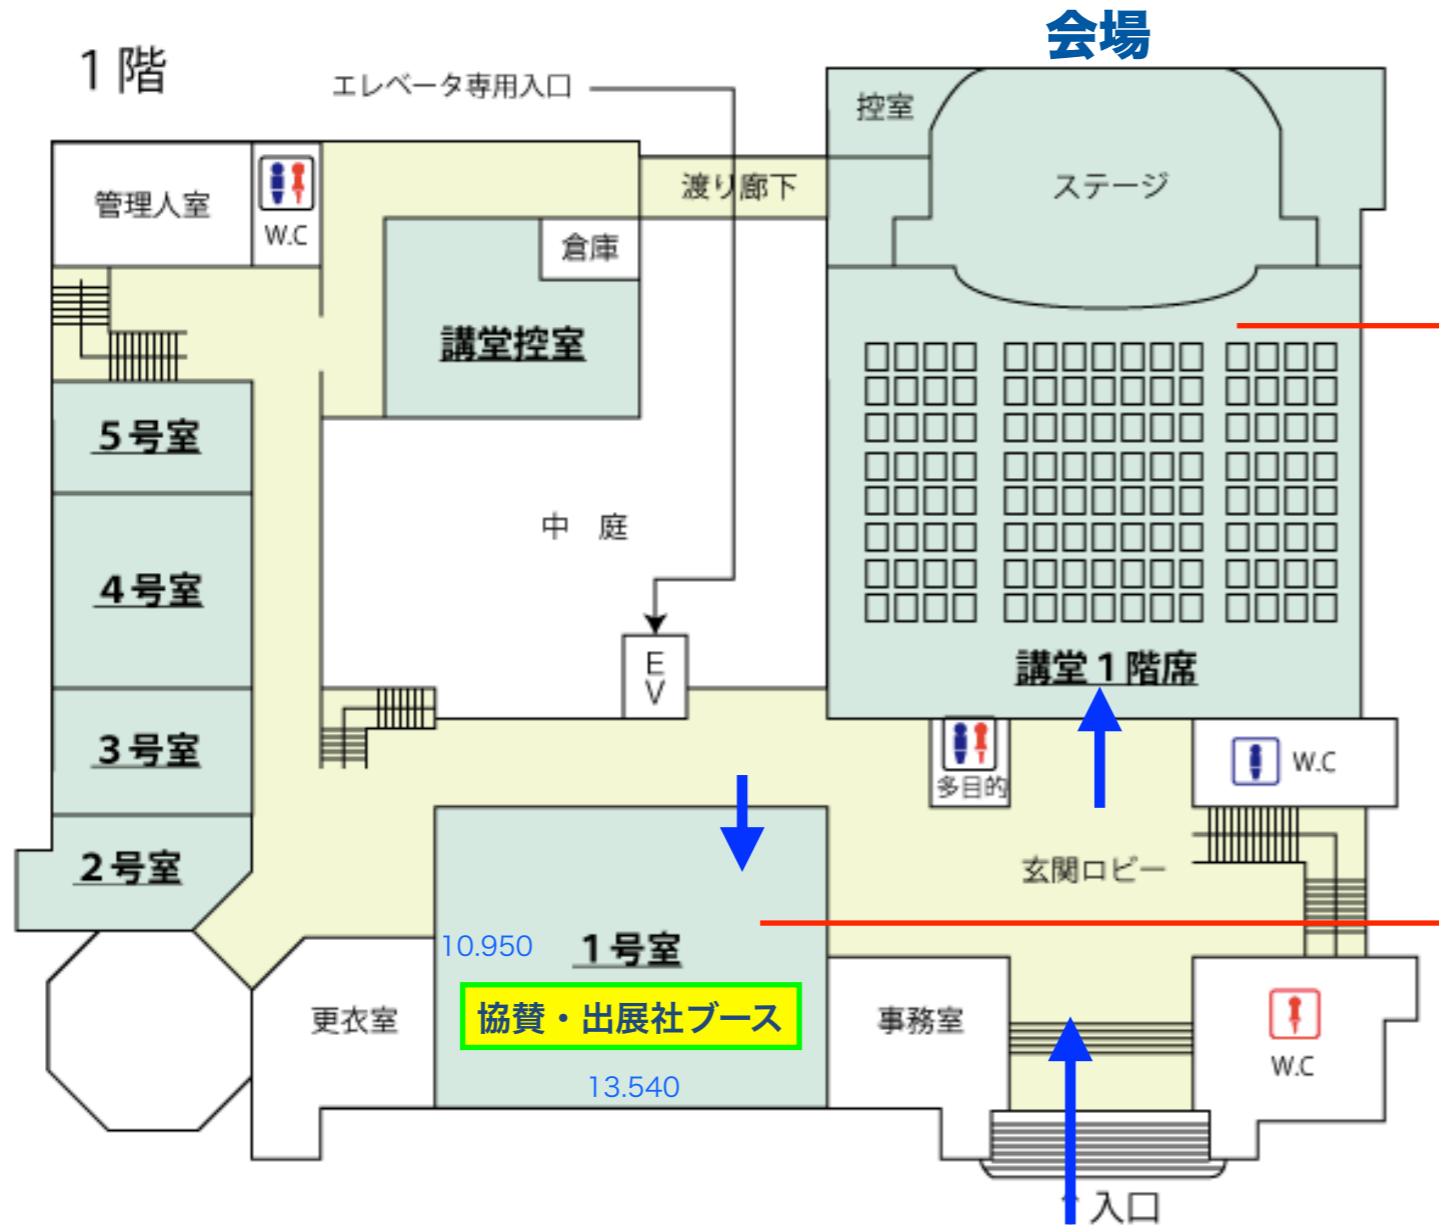 会場
1階
エレベータ専用入口
控室
ステージ
渡り廊下
管理人室
W.C
倉庫
講堂控室
5号室
中 庭
4号室
E
V
講堂1階席
3号室
多目的
W.C
2号室
玄関ロビー
10.950
1号室
協賛・出展社ブース
更衣室
事務室
W.C
13.540
↑入口